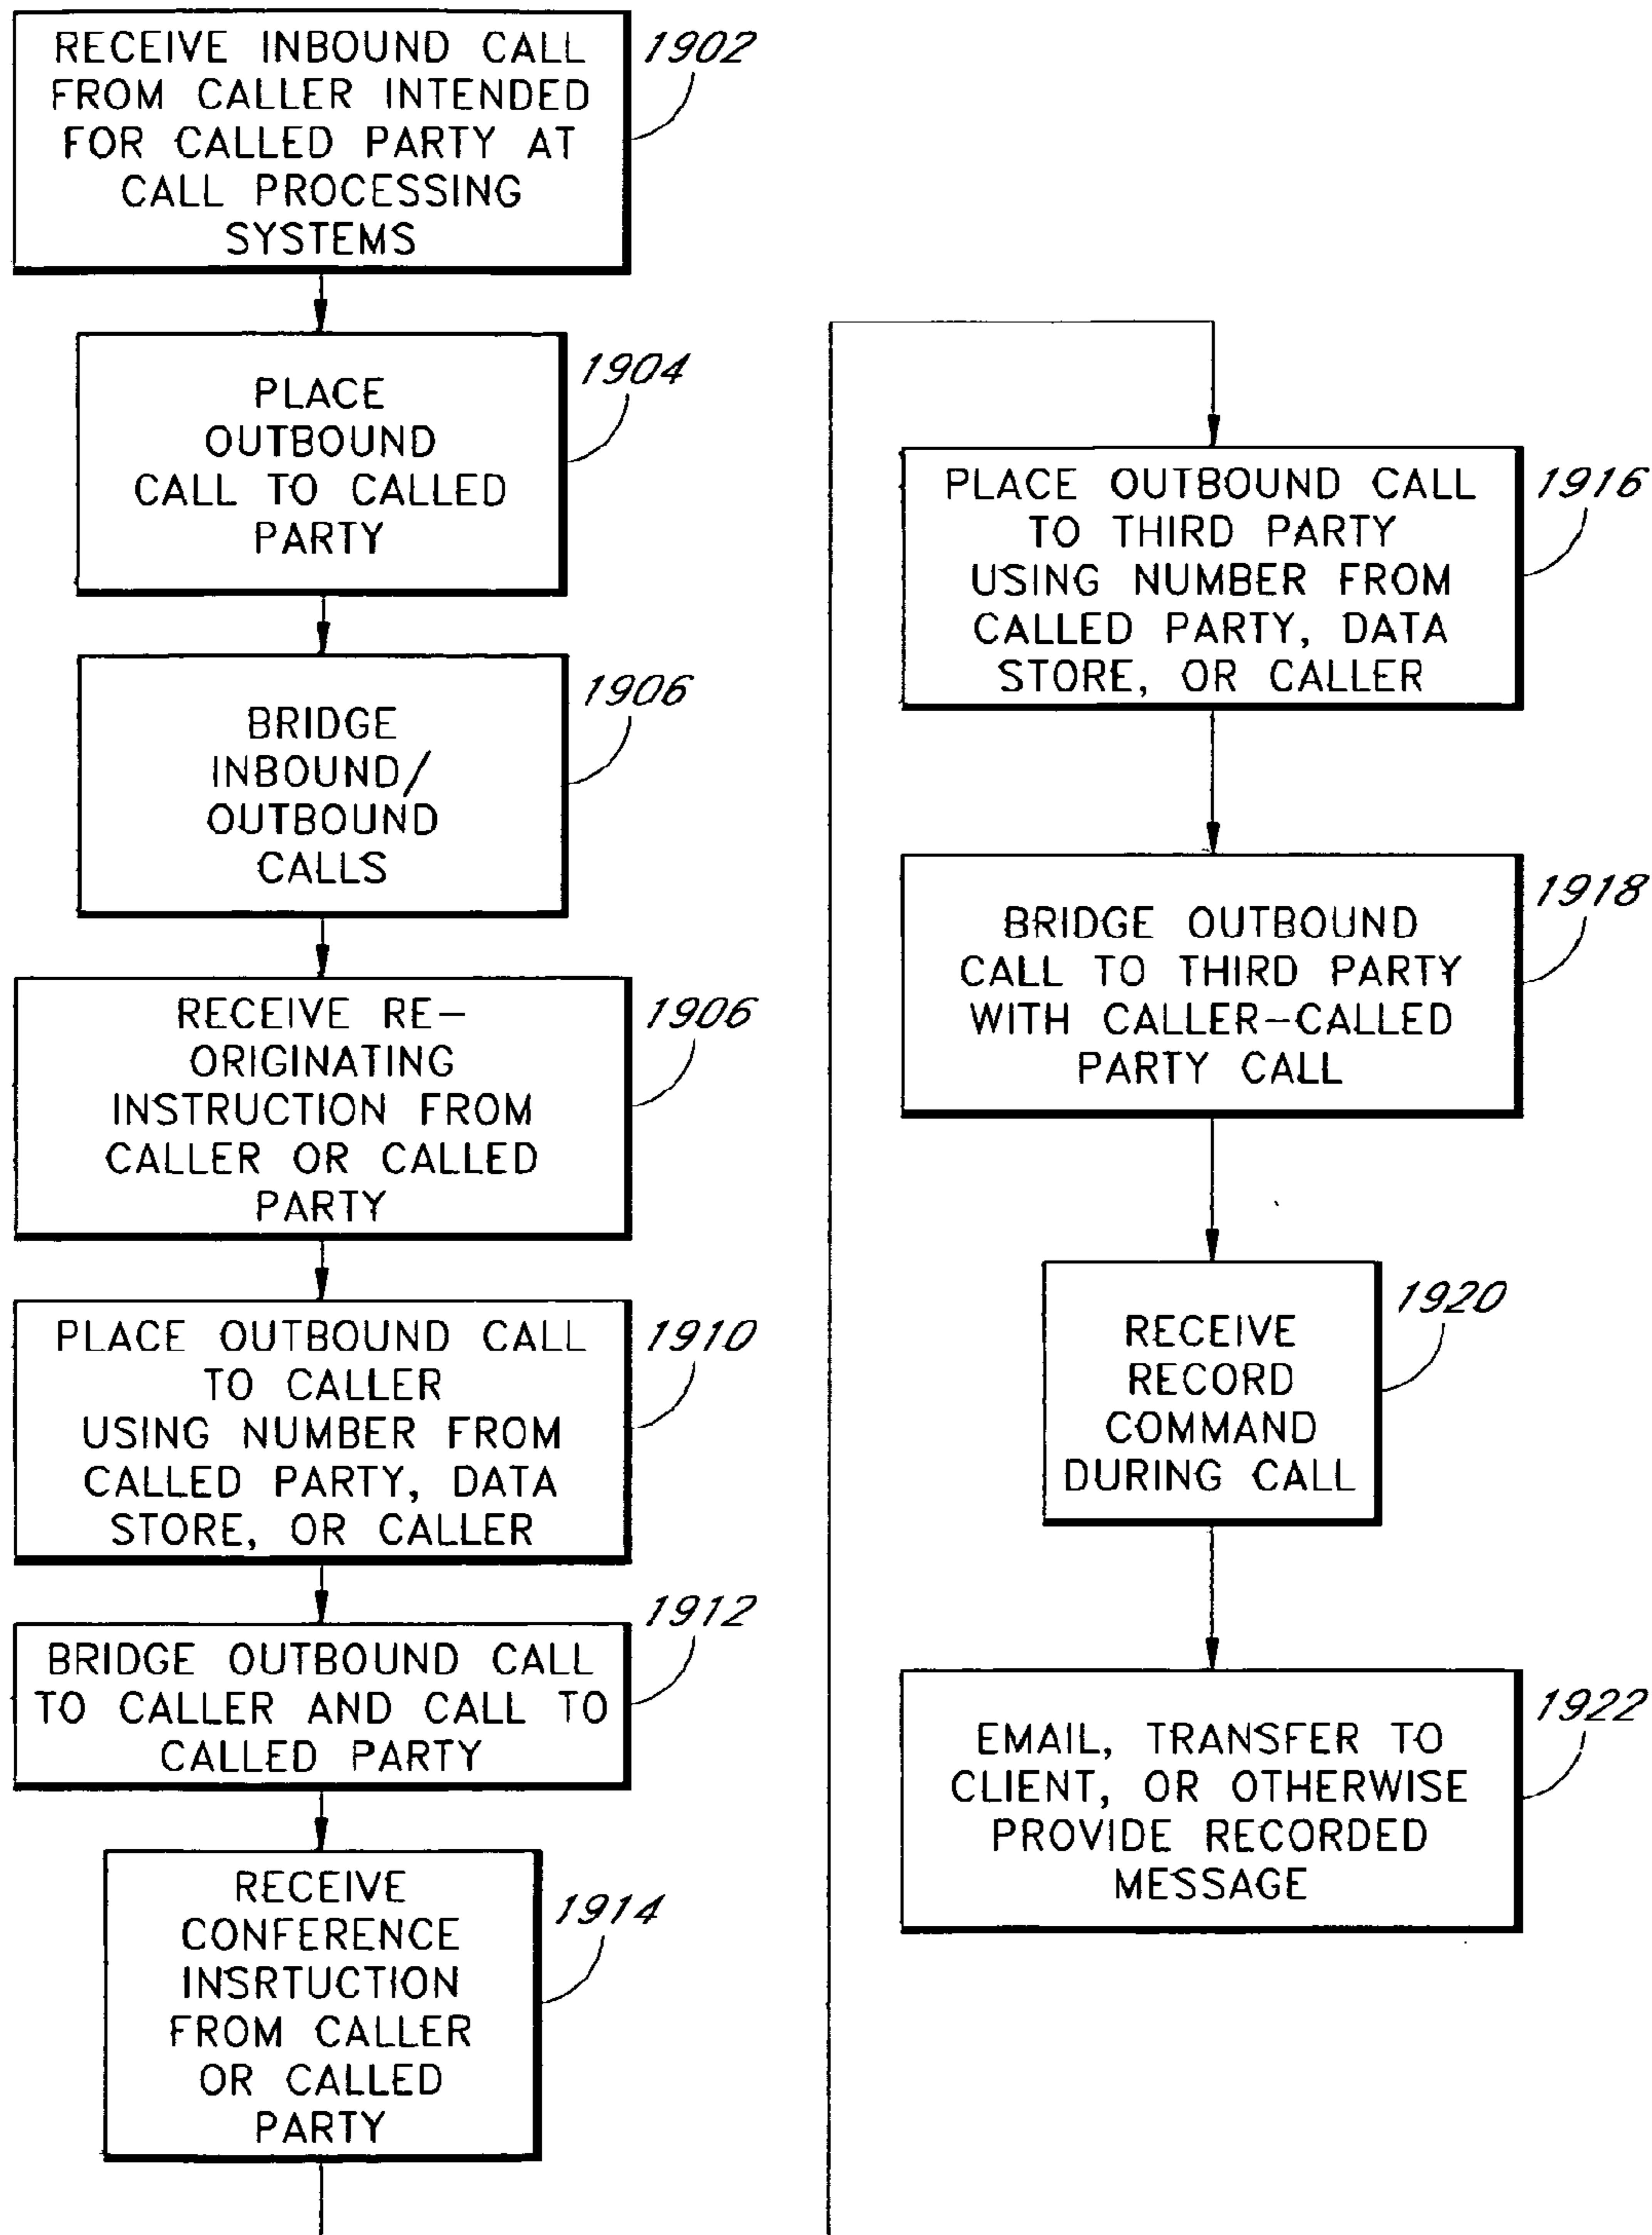 RECEIVE INBOUND CALL
FROM CALLER INTENDED
FOR CALLED PARTY AT
CALL PROCESSING
SYSTEMS
1902
PLACE
OUTBOUND
CALL TO CALLED
PARTY
1904
BRIDGE
INBOUND/
OUTBOUND
CALLS
1906
RECEIVE RE-
ORIGINATING
INSTRUCTION FROM
CALLER OR CALLED
PARTY
1906
PLACE OUTBOUND CALL
TO CALLER
USING NUMBER FROM
CALLED PARTY, DATA
STORE, OR CALLER
1910
BRIDGE OUTBOUND CALL
TO CALLER AND CALL TO
CALLED PARTY
1912
RECEIVE
CONFERENCE
INSRTUCTION
FROM CALLER
OR CALLED
PARTY
1914
PLACE OUTBOUND CALL
TO THIRD PARTY
USING NUMBER FROM
CALLED PARTY, DATA
STORE, OR CALLER
1916
BRIDGE OUTBOUND
CALL TO THIRD PARTY
WITH CALLER-CALLED
PARTY CALL
1918
RECEIVE
RECORD
COMMAND
DURING CALL
1920
EMAIL, TRANSFER TO
CLIENT, OR OTHERWISE
PROVIDE RECORDED
MESSAGE
1922